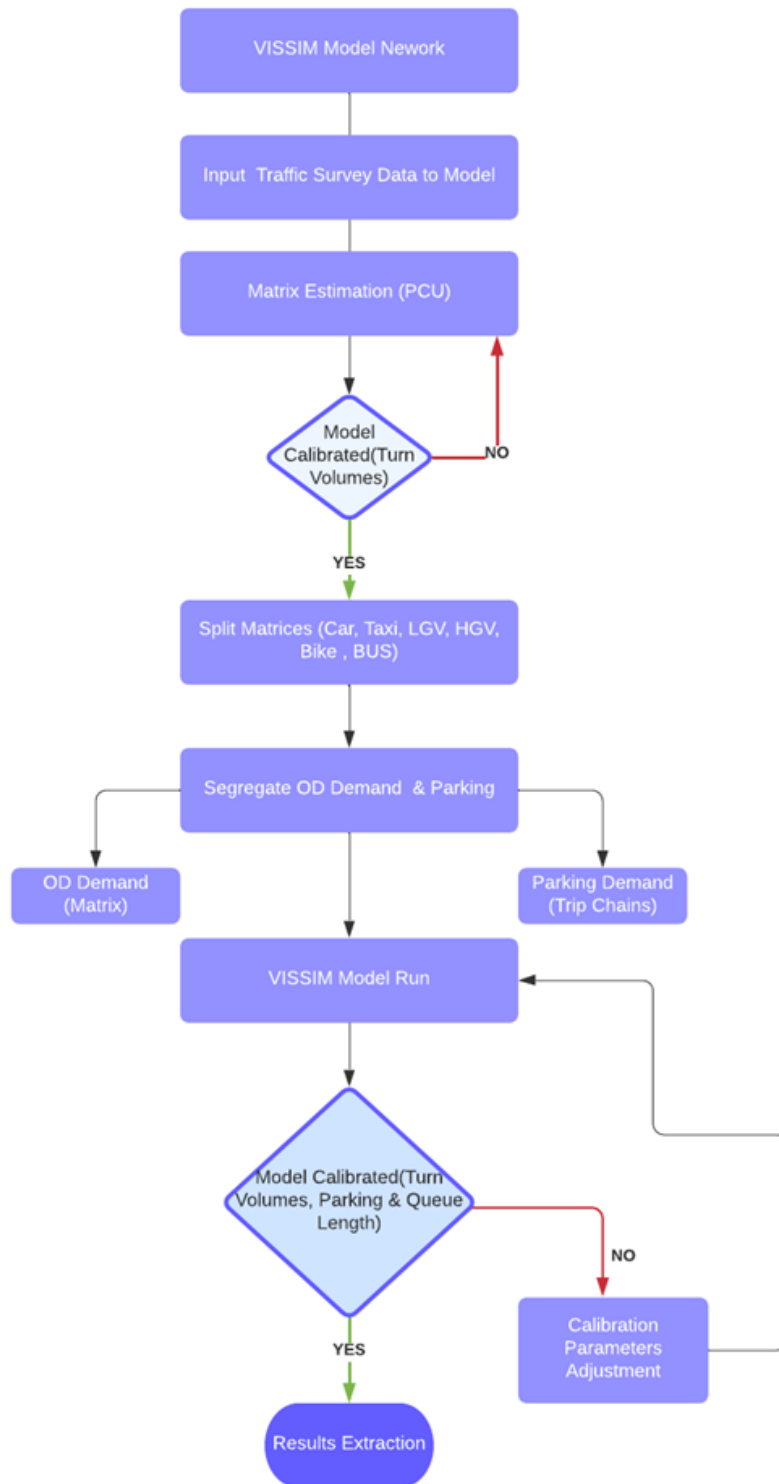 VISSIM Model Nework
Input  Traffic Survey Data to Model
Matrix Estimation (PCU)
Model
Calibrated(Turn
Volumes)
NO
YES
Split Matrices (Car, Taxi, LGV, HGV,
Bike , BUS)
Segregate OD Demand  & Parking
OD Demand
(Matrix)
Parking Demand
(Trip Chains)
VISSIM Model Run
Model Calibrated(Turn
Volumes, Parking & Queue
Length)
NO
Calibration
Parameters
Adjustment
YES
Results Extraction